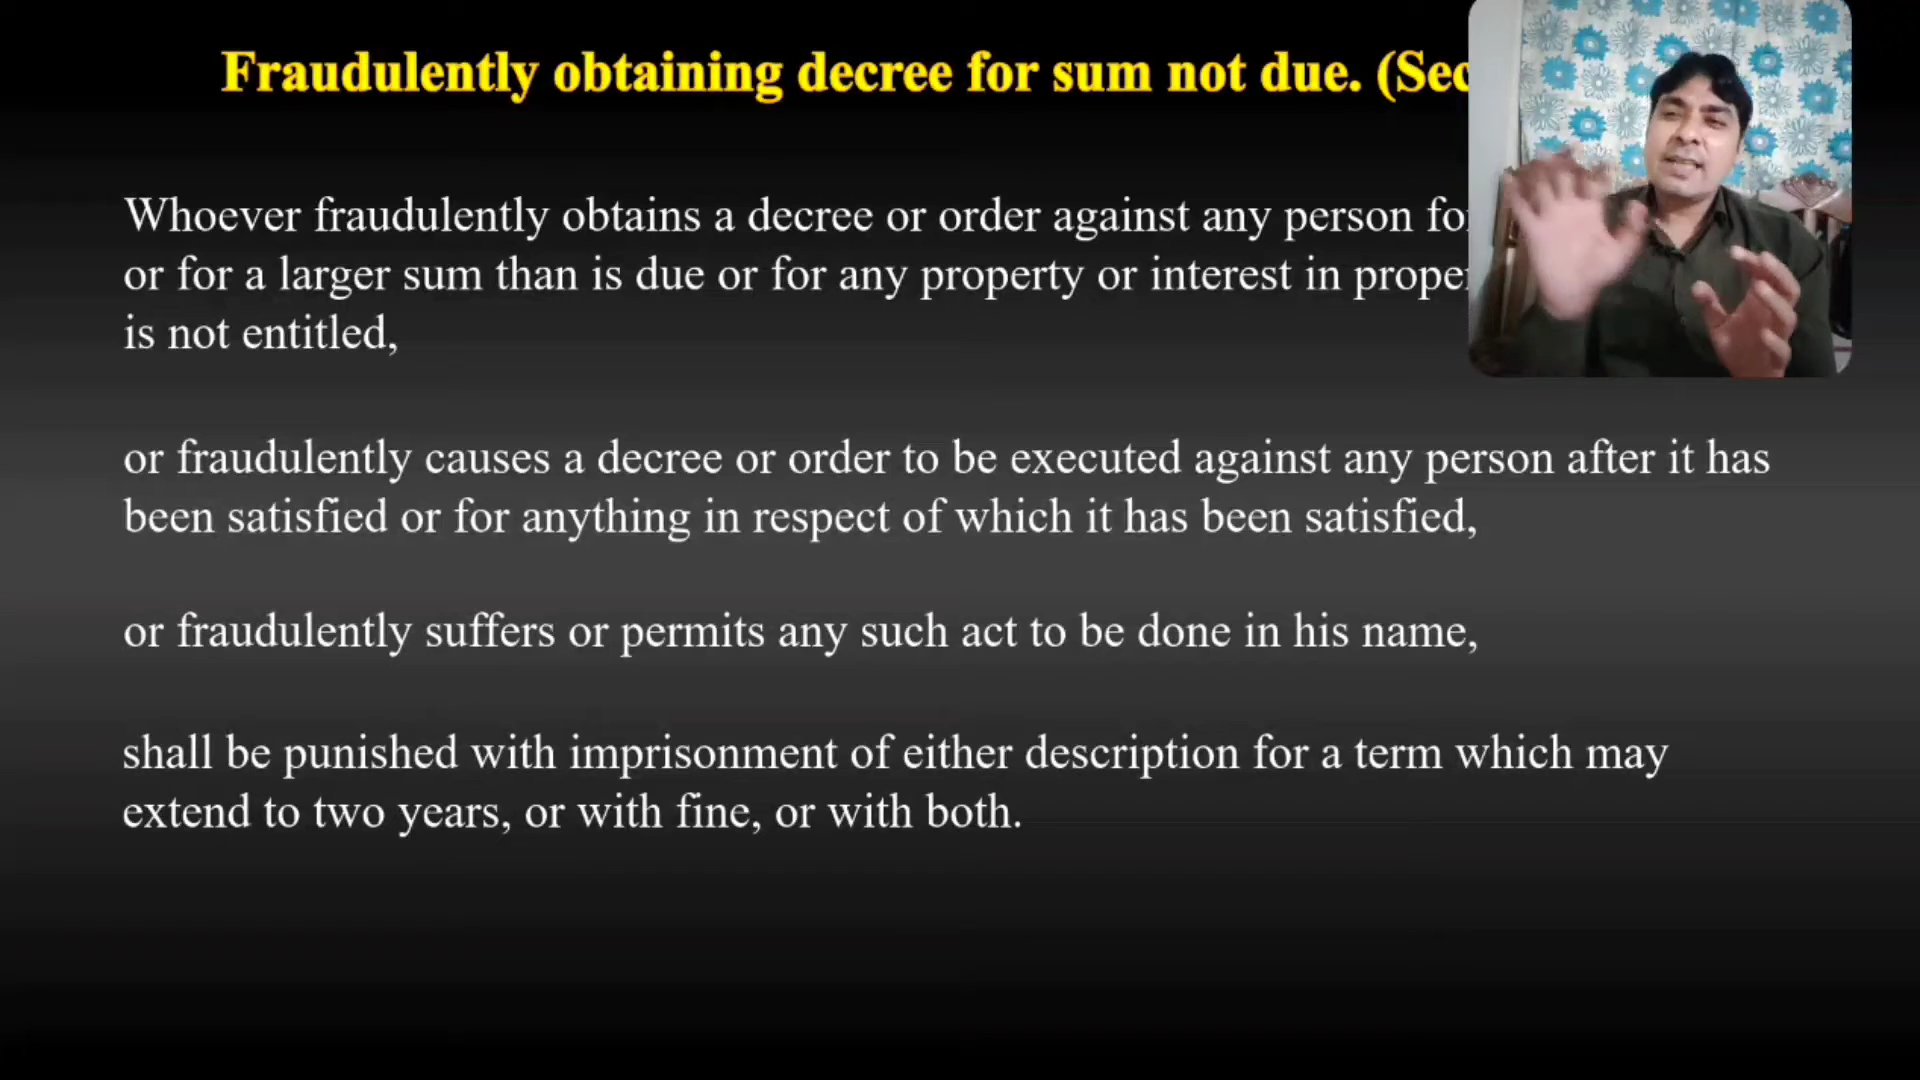 Fraudulently obtaining decree for sum not due. (Sec
Whoever fraudulently obtains a decree or order against any person
or for a larger sum than is due or for any property or interest in
is not entitled,
or fraudulently causes a decree or order to be executed against any person after it has
been satisfied or for anything in respect of which it has been satisfied,
or fraudulently suffers or permits any such act to be done in his name,
shall be punished with imprisonment of either description for a term which may
extend to two years, or with fine, or with both.